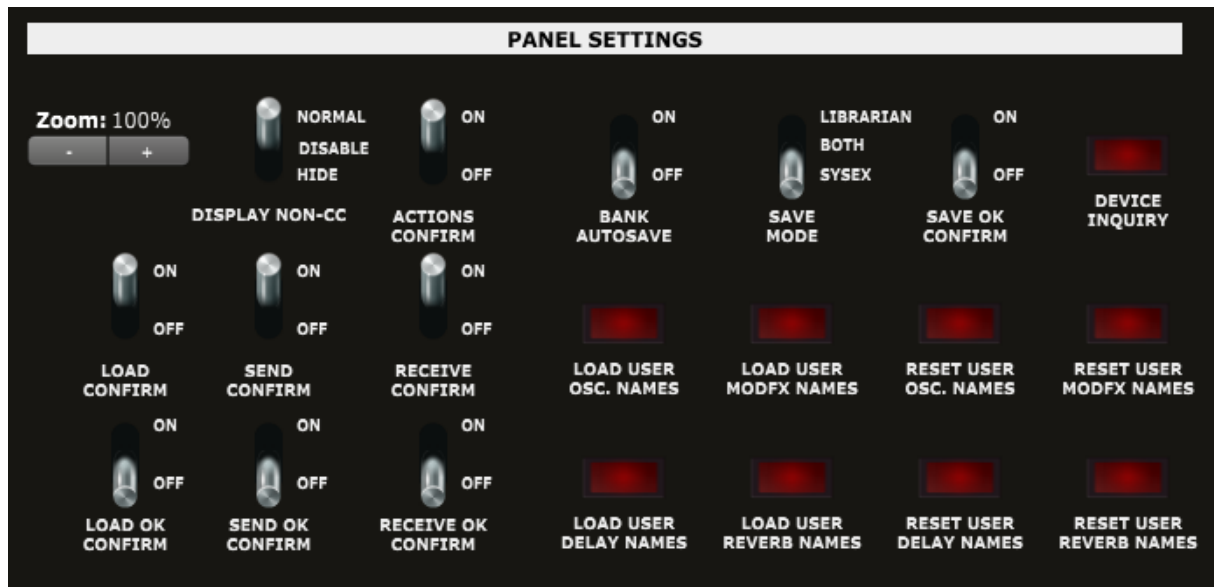 PANEL SETTINGS
Zoom: 100%
- +
NORMAL
DISABLE
HIDE
DISPLAY NON-CC
ON
OFF
ACTIONS
CONFIRM
ON
OFF
BANK
AUTOSAVE
LIBRARIAN
BOTH
SYSEX
SAVE
MODE
ON
OFF
SAVE OK
CONFIRM
DEVICE
INQUIRY
ON
OFF
LOAD
CONFIRM
ON
OFF
SEND
CONFIRM
ON
OFF
RECEIVE
CONFIRM
LOAD USER
OSC. NAMES
LOAD USER
MODFX NAMES
RESET USER
OSC. NAMES
RESET USER
MODFX NAMES
ON
OFF
LOAD OK
CONFIRM
ON
OFF
SEND OK
CONFIRM
ON
OFF
RECEIVE OK
CONFIRM
LOAD USER
DELAY NAMES
LOAD USER
REVERB NAMES
RESET USER
DELAY NAMES
RESET USER
REVERB NAMES